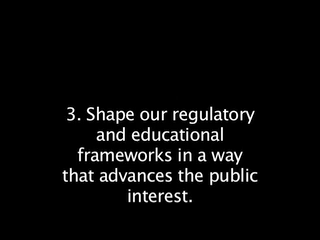 3. Shape our regulatory
and educational
frameworks in a way
that advances the public
interest.